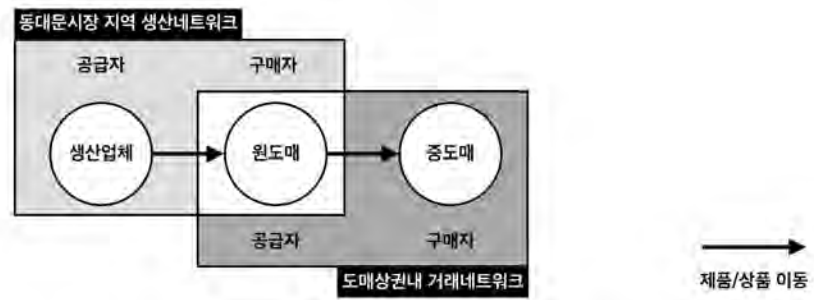 동대문시장 지역 생산네트워크
공급자 구매자
생산업체 원도매 중도매
공급자 구매자
도매상권내 거래네트워크
제품/상품 이동